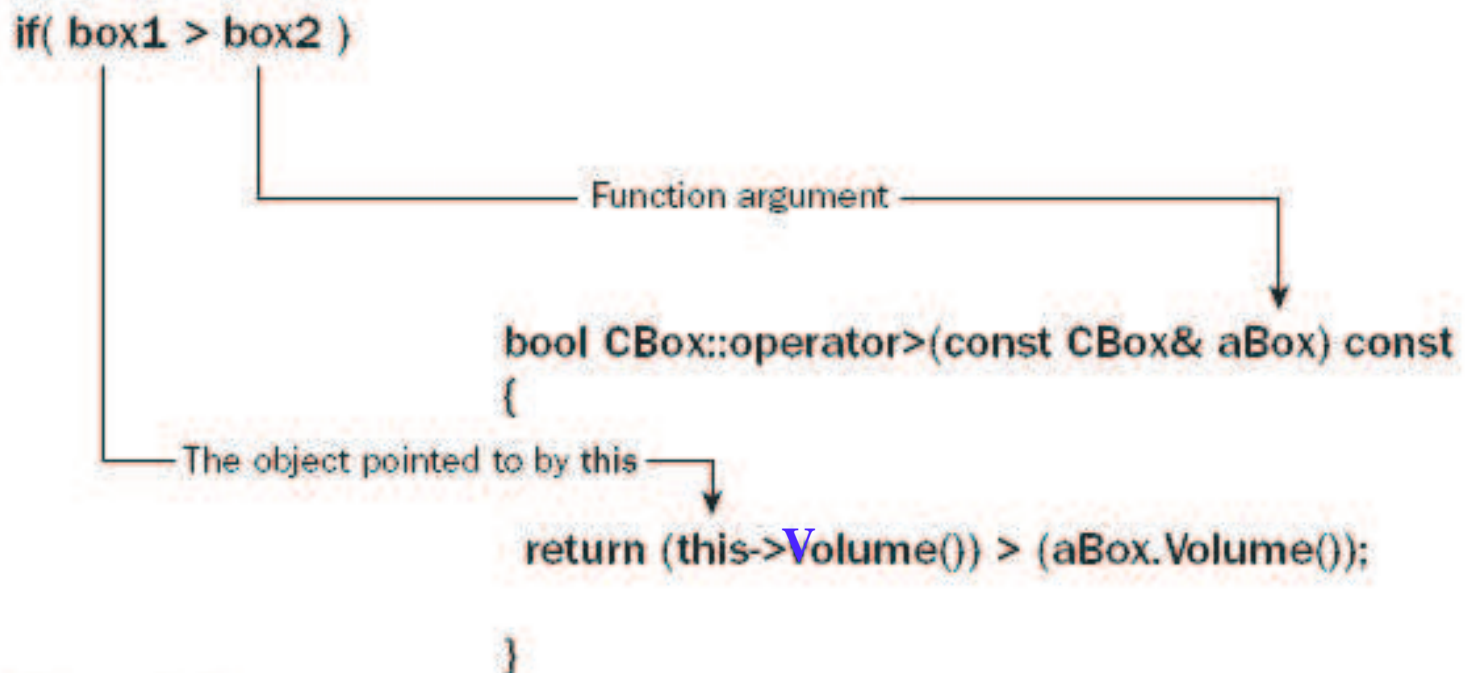 if( box1 > box2 )
Function argument
bool CBox::operator>(const CBox& aBox) const
{
The object pointed to by this
return (this->Volume()) > (aBox.Volume());
}